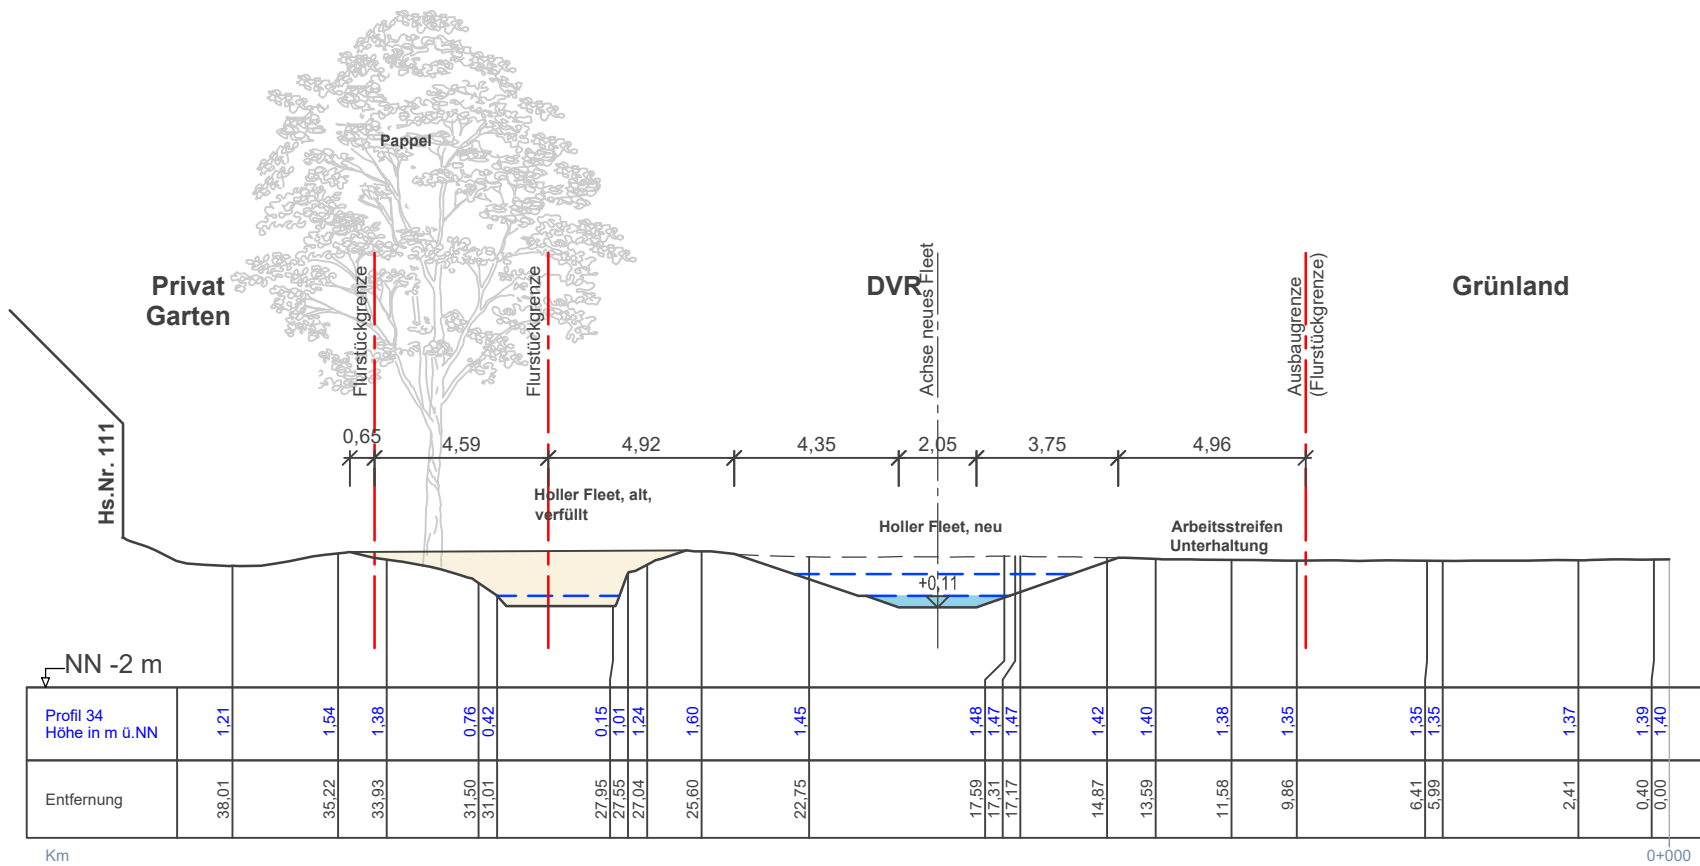 Pappel
Privat
Garten
Flurstückgrenze
Flurstückgrenze
DVR
Achse neues Fleet
Ausbaugrenze
(Flurstückgrenze)
Grünland
Hs.Nr. 111
0,65
4,59
4,92
4,35
2,05
3,75
4,96
Holler Fleet, alt,
verfüllt
Holler Fleet, neu
Arbeitsstreifen
Unterhaltung
+0,11
NN -2 m
Profil 34
Höhe in m ü.NN
1,21
1,54
1,38
0,76
0,42
0,15
1,01
1,24
1,60
1,45
1,48
1,47
1,47
1,42
1,40
1,38
1,35
1,35
1,35
1,37
1,39
1,40
Entfernung
38,01
35,22
33,93
31,50
31,01
27,95
27,55
27,04
25,60
22,75
17,59
17,31
17,17
14,87
13,59
11,58
9,86
6,41
5,99
2,41
0,40
0,00
Km
0+000